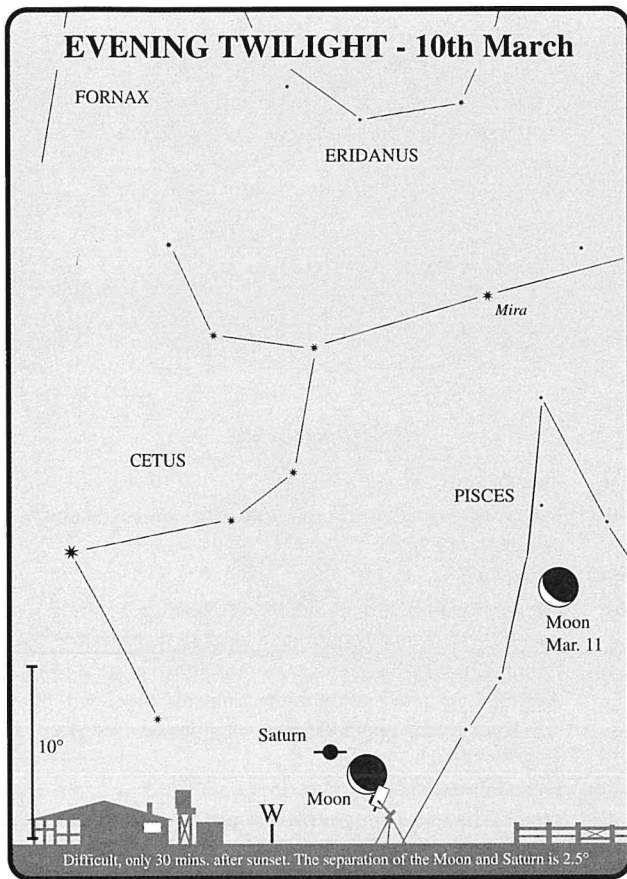 EVENING TWILIGHT - 10th March
FORNAX
ERIDANUS
Mira
CETUS
PISCES
Moon
Mar. 11
Saturn
10°
Moon
W
Difficult, only 30 mins. after sunset. The separation of the Moon and Saturn is 2.5°